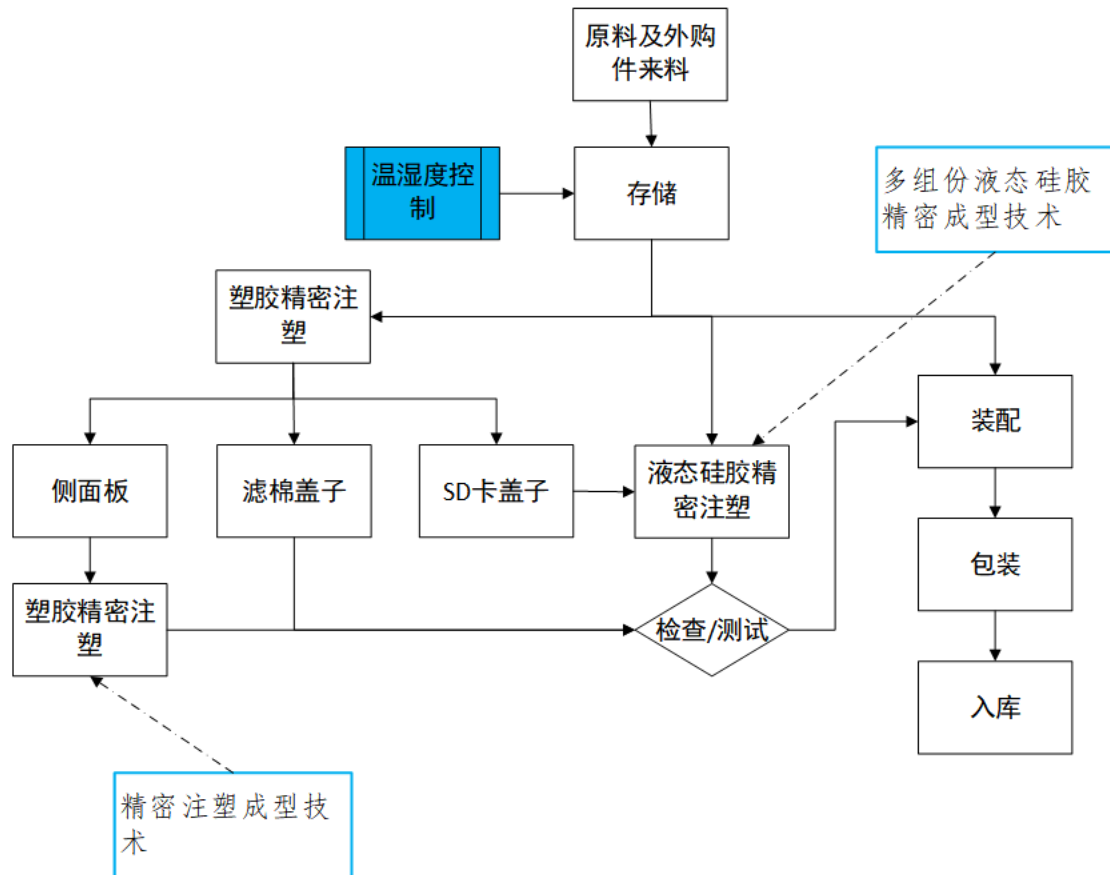 原料及外购
件来料
温湿度控
制
存储
多组份液态硅胶
精密成型技术
塑胶精密注
塑
侧面板
滤棉盖子
SD卡盖子
液态硅胶精
密注塑
装配
塑胶精密注
塑
检查/测试
包装
入库
精密注塑成型技
术